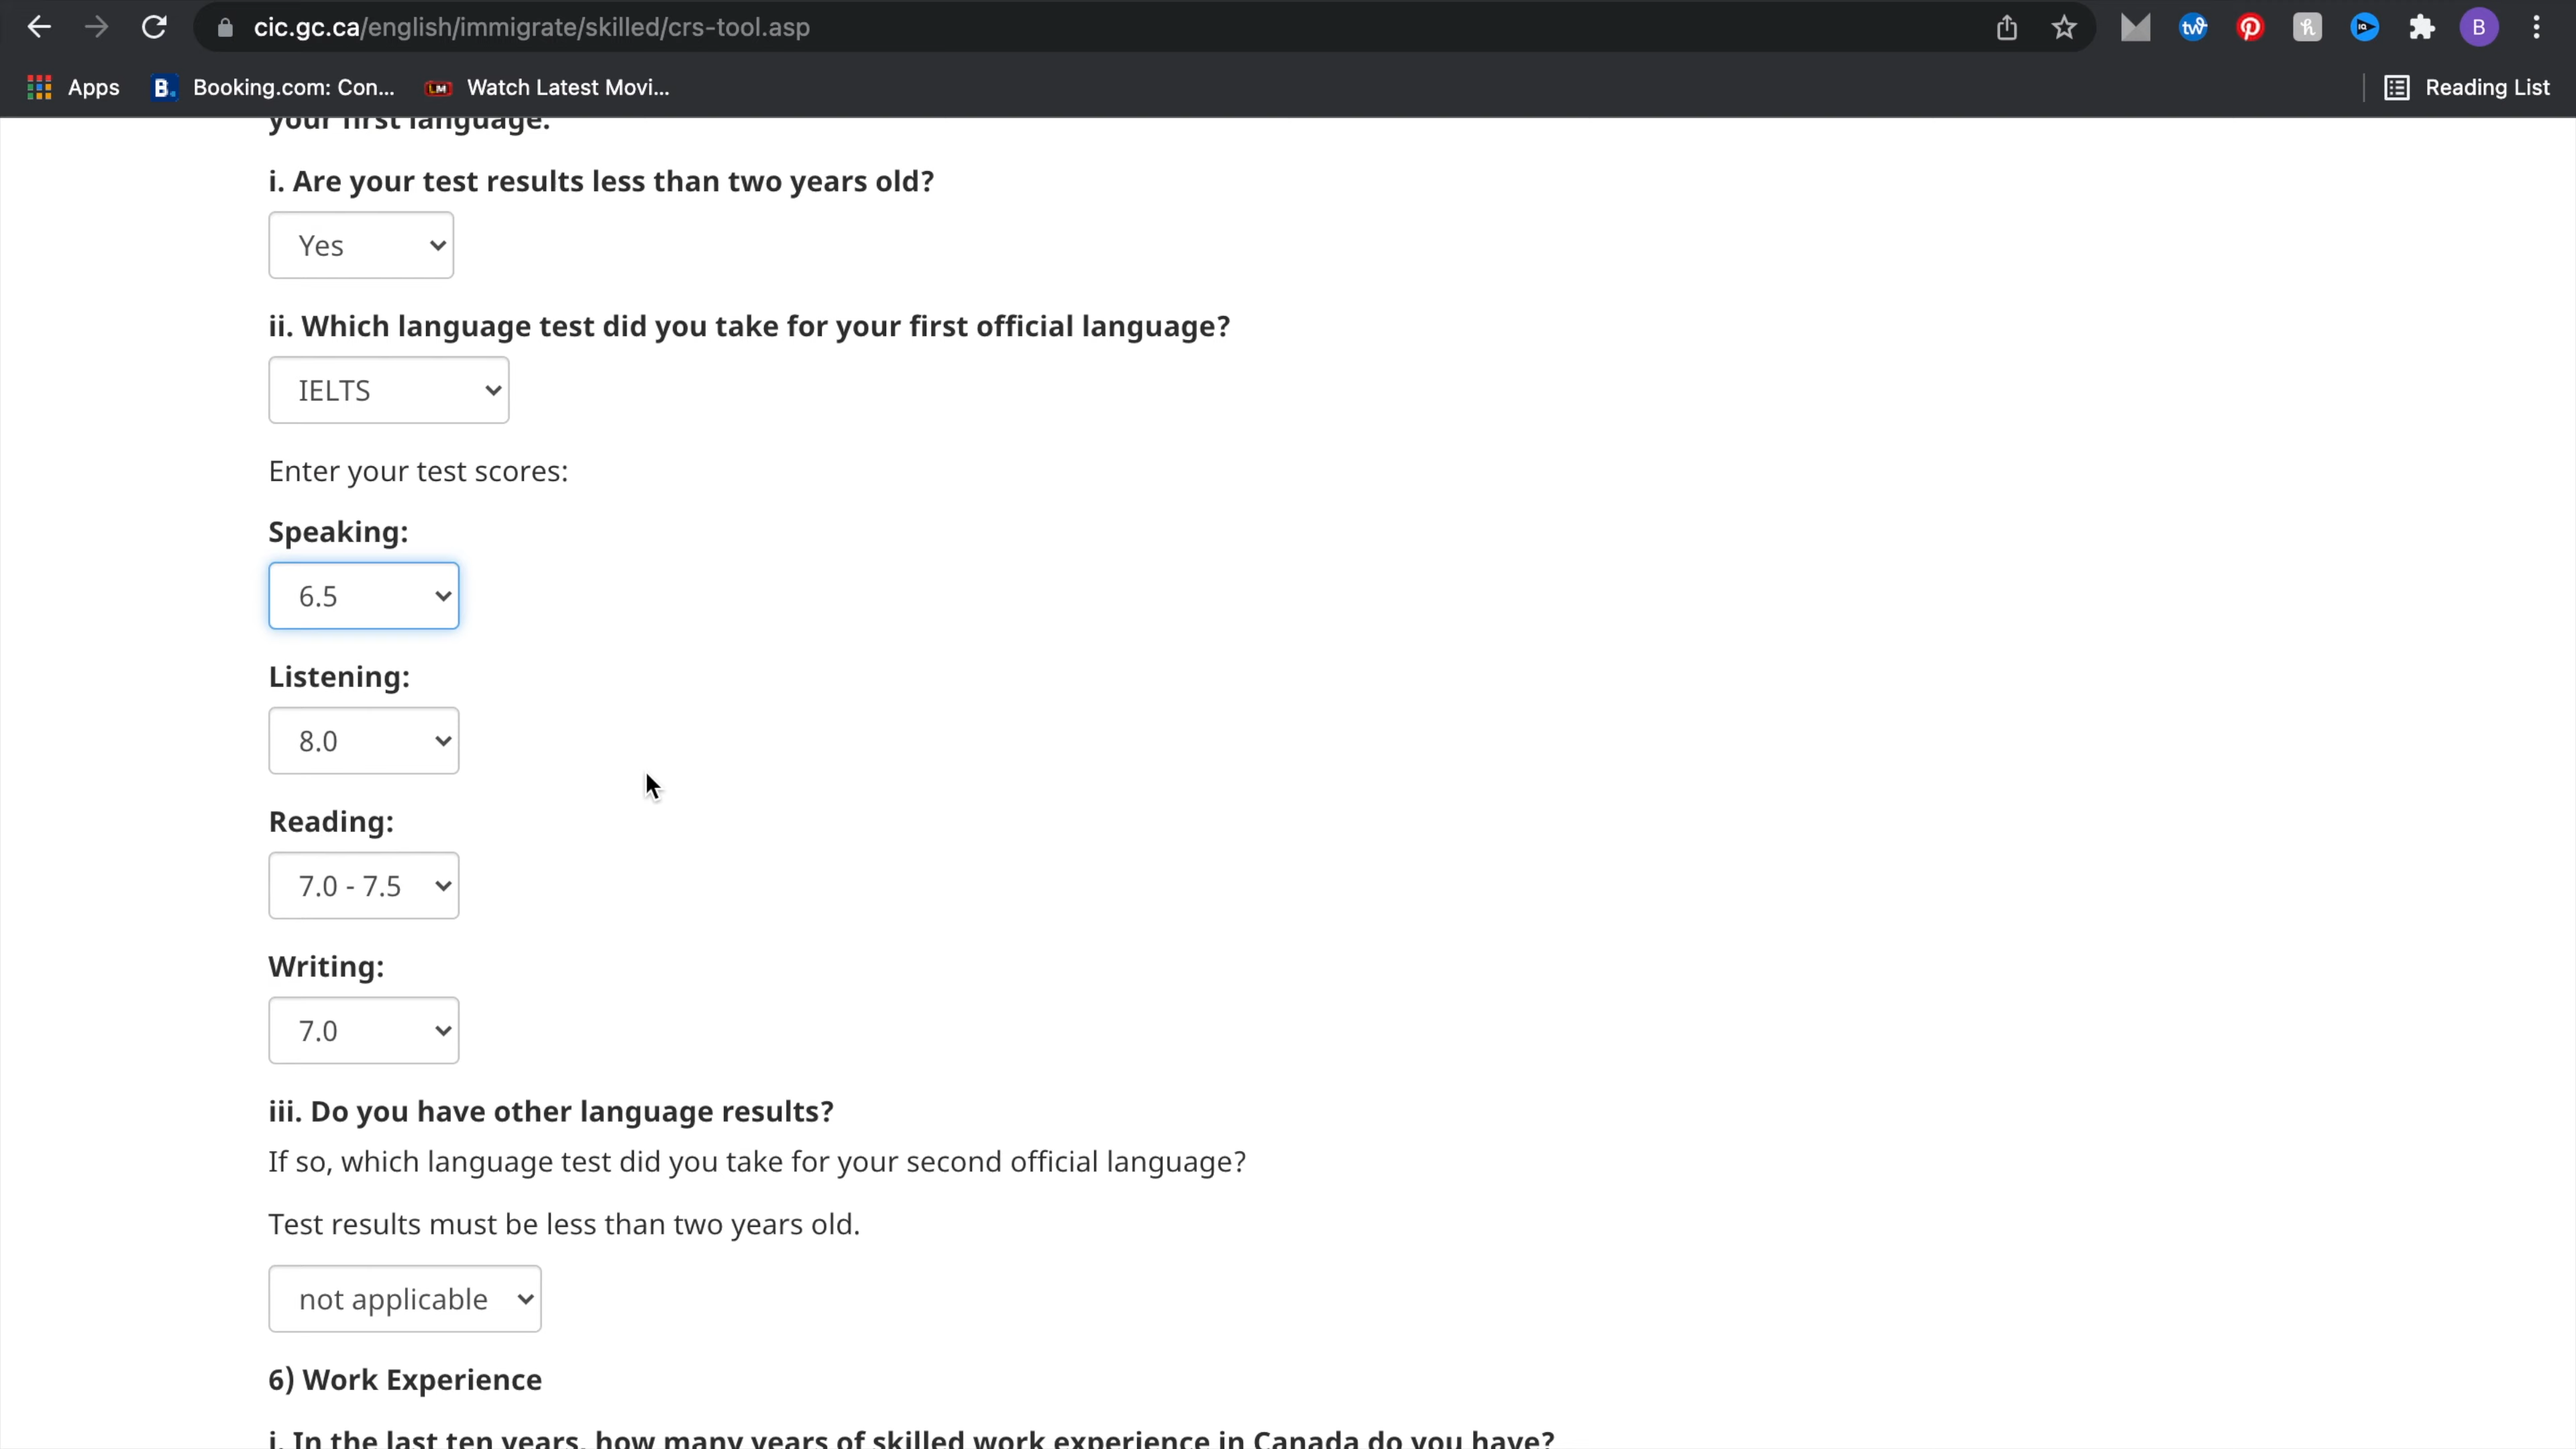 cic.gc.ca/english/immigrate/skilled/crs-tool.asp
B
Apps
B.
Booking.com: Con...
LM
Watch Latest Movi...
Reading List
your first language.
i. Are your test results less than two years old?
Yes
ii. Which language test did you take for your first official language?
IELTS
Enter your test scores:
Speaking:
6.5
Listening:
8.0
Reading:
7.0 - 7.5
Writing:
7.0
iii. Do you have other language results?
If so, which language test did you take for your second official language?
Test results must be less than two years old.
not applicable
6) Work Experience
i. In the last ten years, how many years of skilled work experience in Canada do you have?